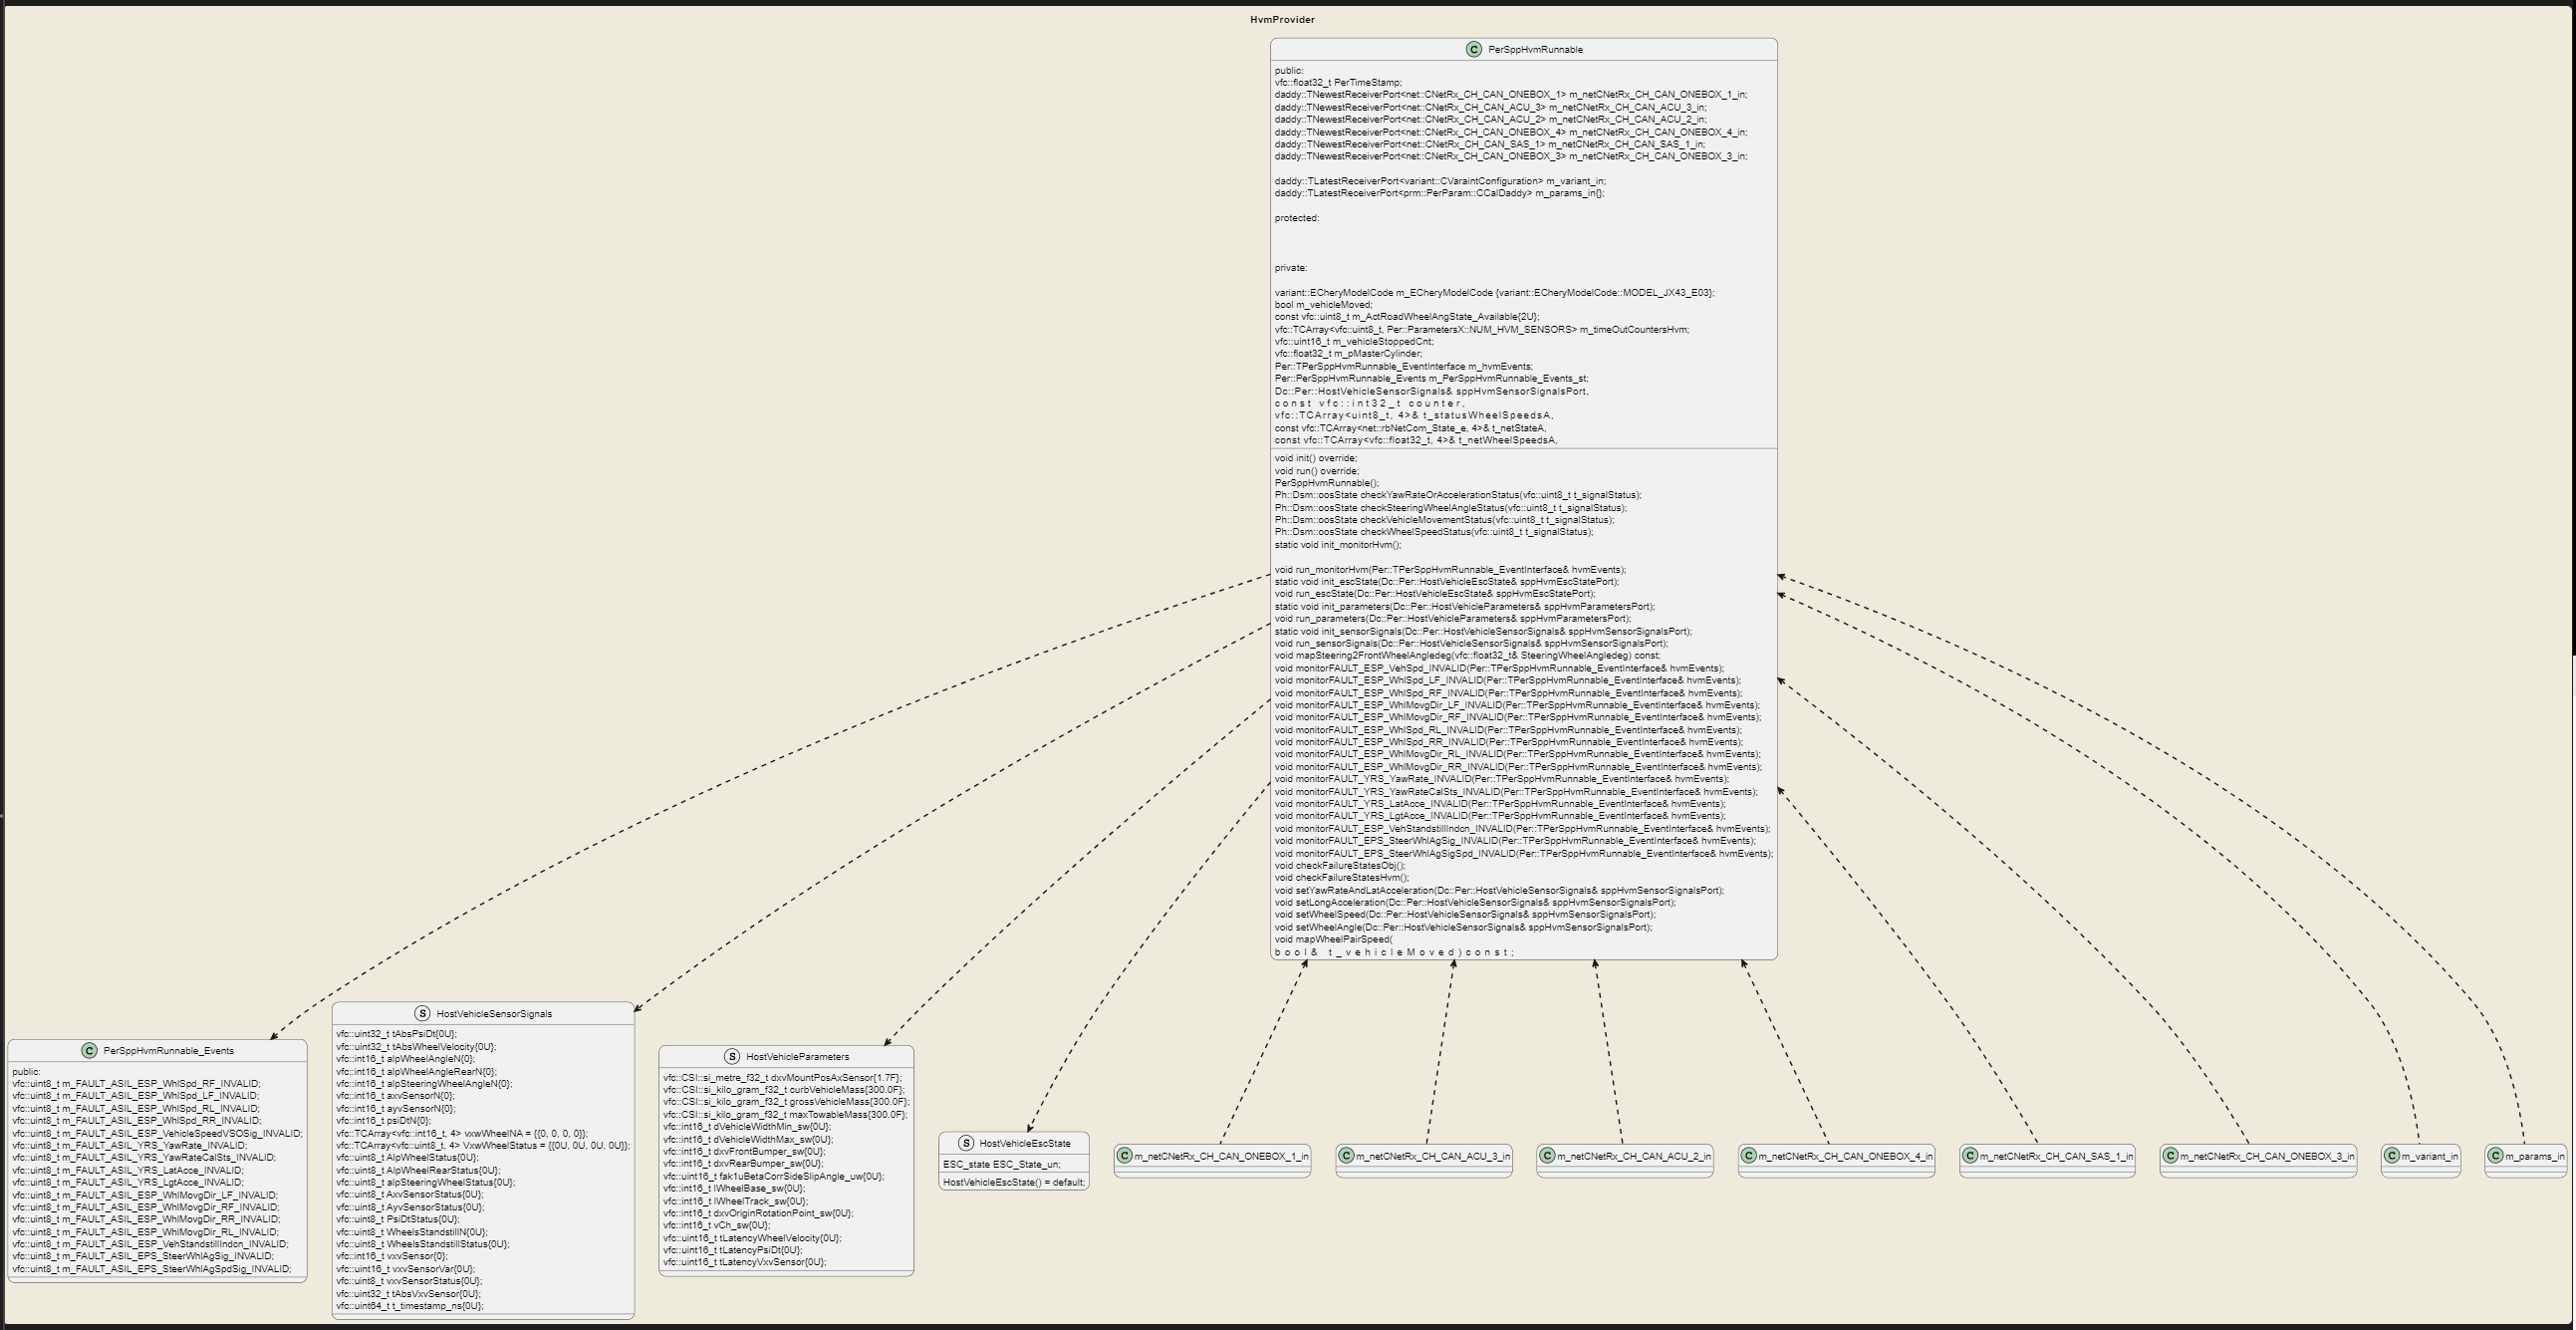 HvmProvider
C PerSppHvmRunnable
public:
vfc::float32_t PerTimeStamp;
daddy::TNewestReceiverPort<net::CNetRx_CH_CAN_ONEBOX_1> m_netCNetRx_CH_CAN_ONEBOX_1_in;
daddy::TNewestReceiverPort<net::CNetRx_CH_CAN_ACU_3> m_netCNetRx_CH_CAN_ACU_3_in;
daddy::TNewestReceiverPort<net::CNetRx_CH_CAN_ACU_2> m_netCNetRx_CH_CAN_ACU_2_in;
daddy::TNewestReceiverPort<net::CNetRx_CH_CAN_ONEBOX_4> m_netCNetRx_CH_CAN_ONEBOX_4_in;
daddy::TNewestReceiverPort<net::CNetRx_CH_CAN_SAS_1> m_netCNetRx_CH_CAN_SAS_1_in;
daddy::TNewestReceiverPort<net::CNetRx_CH_CAN_ONEBOX_3> m_netCNetRx_CH_CAN_ONEBOX_3_in;
daddy::TLatestReceiverPort<variant::CVaraintConfiguration> m_variant_in;
daddy::TLatestReceiverPort<prm::PerParam::CCalDaddy> m_params_in{};
protected:
private:
variant::ECheryModelCode m_ECheryModelCode {variant::ECheryModelCode::MODEL_JX43_E03};
bool m_vehicleMoved;
const vfc::uint8_t m_ActRoadWheelAngState_Available{2U};
vfc::TCArray<vfc::uint8_t, Per::ParametersX::NUM_HVM_SENSORS> m_timeOutCountersHvm;
vfc::uint16_t m_vehicleStoppedCnt;
vfc::float32_t m_pMasterCylinder;
Per::TPerSppHvmRunnable_EventInterface m_hvmEvents;
Per::PerSppHvmRunnable_Events m_PerSppHvmRunnable_Events_st;
Dc::Per::HostVehicleSensorSignals& sppHvmSensorSignalsPort,
const vfc::int32_t counter,
vfc::TCArray<uint8_t, 4>& t_statusWheelSpeedsA,
const vfc::TCArray<net::rbNetCom_State_e, 4>& t_netStateA,
const vfc::TCArray<vfc::float32_t, 4>& t_netWheelSpeedsA,
void init() override;
void run() override;
PerSppHvmRunnable();
Ph::Dsm::oosState checkYawRateOrAccelerationStatus(vfc::uint8_t t_signalStatus);
Ph::Dsm::oosState checkSteeringWheelAngleStatus(vfc::uint8_t t_signalStatus);
Ph::Dsm::oosState checkVehicleMovementStatus(vfc::uint8_t t_signalStatus);
Ph::Dsm::oosState checkWheelSpeedStatus(vfc::uint8_t t_signalStatus);
static void init_monitorHvm();
void run_monitorHvm(Per::TPerSppHvmRunnable_EventInterface& hvmEvents);
static void init_escState(Dc::Per::HostVehicleEscState& sppHvmEscStatePort);
void run_escState(Dc::Per::HostVehicleEscState& sppHvmEscStatePort);
static void init_parameters(Dc::Per::HostVehicleParameters& sppHvmParametersPort);
void run_parameters(Dc::Per::HostVehicleParameters& sppHvmParametersPort);
static void init_sensorSignals(Dc::Per::HostVehicleSensorSignals& sppHvmSensorSignalsPort);
void run_sensorSignals(Dc::Per::HostVehicleSensorSignals& sppHvmSensorSignalsPort);
void mapSteering2FrontWheelAngledeg(vfc::float32_t& SteeringWheelAngledeg) const;
void monitorFAULT_ESP_VehSpd_INVALID(Per::TPerSppHvmRunnable_EventInterface& hvmEvents);
void monitorFAULT_ESP_WhlSpd_LF_INVALID(Per::TPerSppHvmRunnable_EventInterface& hvmEvents);
void monitorFAULT_ESP_WhlSpd_RF_INVALID(Per::TPerSppHvmRunnable_EventInterface& hvmEvents);
void monitorFAULT_ESP_WhlMovgDir_LF_INVALID(Per::TPerSppHvmRunnable_EventInterface& hvmEvents);
void monitorFAULT_ESP_WhlMovgDir_RF_INVALID(Per::TPerSppHvmRunnable_EventInterface& hvmEvents);
void monitorFAULT_ESP_WhlSpd_RL_INVALID(Per::TPerSppHvmRunnable_EventInterface& hvmEvents);
void monitorFAULT_ESP_WhlSpd_RR_INVALID(Per::TPerSppHvmRunnable_EventInterface& hvmEvents);
void monitorFAULT_ESP_WhlMovgDir_RL_INVALID(Per::TPerSppHvmRunnable_EventInterface& hvmEvents);
void monitorFAULT_ESP_WhlMovgDir_RR_INVALID(Per::TPerSppHvmRunnable_EventInterface& hvmEvents);
void monitorFAULT_YRS_YawRate_INVALID(Per::TPerSppHvmRunnable_EventInterface& hvmEvents);
void monitorFAULT_YRS_YawRateCalSts_INVALID(Per::TPerSppHvmRunnable_EventInterface& hvmEvents);
void monitorFAULT_YRS_LatAcce_INVALID(Per::TPerSppHvmRunnable_EventInterface& hvmEvents);
void monitorFAULT_YRS_LgtAcce_INVALID(Per::TPerSppHvmRunnable_EventInterface& hvmEvents);
void monitorFAULT_ESP_VehStandstillIndcn_INVALID(Per::TPerSppHvmRunnable_EventInterface& hvmEvents);
void monitorFAULT_EPS_SteerWhlAgSig_INVALID(Per::TPerSppHvmRunnable_EventInterface& hvmEvents);
void monitorFAULT_EPS_SteerWhlAgSigSpd_INVALID(Per::TPerSppHvmRunnable_EventInterface& hvmEvents);
void checkFailureStatesObj();
void checkFailureStatesHvm();
void setYawRateAndLatAcceleration(Dc::Per::HostVehicleSensorSignals& sppHvmSensorSignalsPort);
void setLongAcceleration(Dc::Per::HostVehicleSensorSignals& sppHvmSensorSignalsPort);
void setWheelSpeed(Dc::Per::HostVehicleSensorSignals& sppHvmSensorSignalsPort);
void setWheelAngle(Dc::Per::HostVehicleSensorSignals& sppHvmSensorSignalsPort);
void mapWheelPairSpeed(
bool& t_vehicleMoved)const;
C PerSppHvmRunnable_Events
public:
vfc::uint8_t m_FAULT_ASIL_ESP_WhlSpd_RF_INVALID;
vfc::uint8_t m_FAULT_ASIL_ESP_WhlSpd_LF_INVALID;
vfc::uint8_t m_FAULT_ASIL_ESP_WhlSpd_RL_INVALID;
vfc::uint8_t m_FAULT_ASIL_ESP_WhlSpd_RR_INVALID;
vfc::uint8_t m_FAULT_ASIL_ESP_VehicleSpeedVSOSig_INVALID;
vfc::uint8_t m_FAULT_ASIL_YRS_YawRate_INVALID;
vfc::uint8_t m_FAULT_ASIL_YRS_YawRateCalSts_INVALID;
vfc::uint8_t m_FAULT_ASIL_YRS_LatAcce_INVALID;
vfc::uint8_t m_FAULT_ASIL_YRS_LgtAcce_INVALID;
vfc::uint8_t m_FAULT_ASIL_ESP_WhlMovgDir_LF_INVALID;
vfc::uint8_t m_FAULT_ASIL_ESP_WhlMovgDir_RF_INVALID;
vfc::uint8_t m_FAULT_ASIL_ESP_WhlMovgDir_RR_INVALID;
vfc::uint8_t m_FAULT_ASIL_ESP_WhlMovgDir_RL_INVALID;
vfc::uint8_t m_FAULT_ASIL_ESP_VehStandstillIndcn_INVALID;
vfc::uint8_t m_FAULT_ASIL_EPS_SteerWhlAgSig_INVALID;
vfc::uint8_t m_FAULT_ASIL_EPS_SteerWhlAgSpdSig_INVALID;
S HostVehicleSensorSignals
vfc::uint32_t tAbsPsiDt{0U};
vfc::uint32_t tAbsWheelVelocity{0U};
vfc::int16_t alpWheelAngleN{0};
vfc::int16_t alpWheelAngleRearN{0};
vfc::int16_t alpSteeringWheelAngleN{0};
vfc::int16_t axvSensorN{0};
vfc::int16_t ayvSensorN{0};
vfc::int16_t psiDtN{0};
vfc::TCArray<vfc::int16_t, 4> vxwWheelNA = {{0, 0, 0, 0}};
vfc::TCArray<vfc::uint8_t, 4> VxwWheelStatus = {{0U, 0U, 0U, 0U}};
vfc::uint8_t AlpWheelStatus{0U};
vfc::uint8_t AlpWheelRearStatus{0U};
vfc::uint8_t alpSteeringWheelStatus{0U};
vfc::uint8_t AxvSensorStatus{0U};
vfc::uint8_t AyvSensorStatus{0U};
vfc::uint8_t PsiDtStatus{0U};
vfc::uint8_t WheelsStandstillN{0U};
vfc::uint8_t WheelsStandstillStatus{0U};
vfc::int16_t vxvSensor{0};
vfc::uint16_t vxvSensorVar{0U};
vfc::uint8_t vxvSensorStatus{0U};
vfc::uint32_t tAbsVxvSensor{0U};
vfc::uint64_t t_timestamp_ns{0U};
S HostVehicleParameters
vfc::CSI::si_metre_f32_t dxvMountPosAxSensor{1.7F};
vfc::CSI::si_kilo_gram_f32_t curbVehicleMass{300.0F};
vfc::CSI::si_kilo_gram_f32_t grossVehicleMass{300.0F};
vfc::CSI::si_kilo_gram_f32_t maxTowableMass{300.0F};
vfc::int16_t dVehicleWidthMin_sw{0U};
vfc::int16_t dVehicleWidthMax_sw{0U};
vfc::int16_t dxvFrontBumper_sw{0U};
vfc::int16_t dxvRearBumper_sw{0U};
vfc::uint16_t fak1uBetaCorrSideSlipAngle_uw{0U};
vfc::int16_t lWheelBase_sw{0U};
vfc::int16_t lWheelTrack_sw{0U};
vfc::int16_t dxvOriginRotationPoint_sw{0U};
vfc::int16_t vCh_sw{0U};
vfc::uint16_t tLatencyWheelVelocity{0U};
vfc::uint16_t tLatencyPsiDt{0U};
vfc::uint16_t tLatencyVxvSensor{0U};
S HostVehicleEscState
ESC_state ESC_State_un;
HostVehicleEscState() = default;
C m_netCNetRx_CH_CAN_ONEBOX_1_in
C m_netCNetRx_CH_CAN_ACU_3_in
C m_netCNetRx_CH_CAN_ACU_2_in
C m_netCNetRx_CH_CAN_ONEBOX_4_in
C m_netCNetRx_CH_CAN_SAS_1_in
C m_netCNetRx_CH_CAN_ONEBOX_3_in
C m_variant_in
C m_params_in